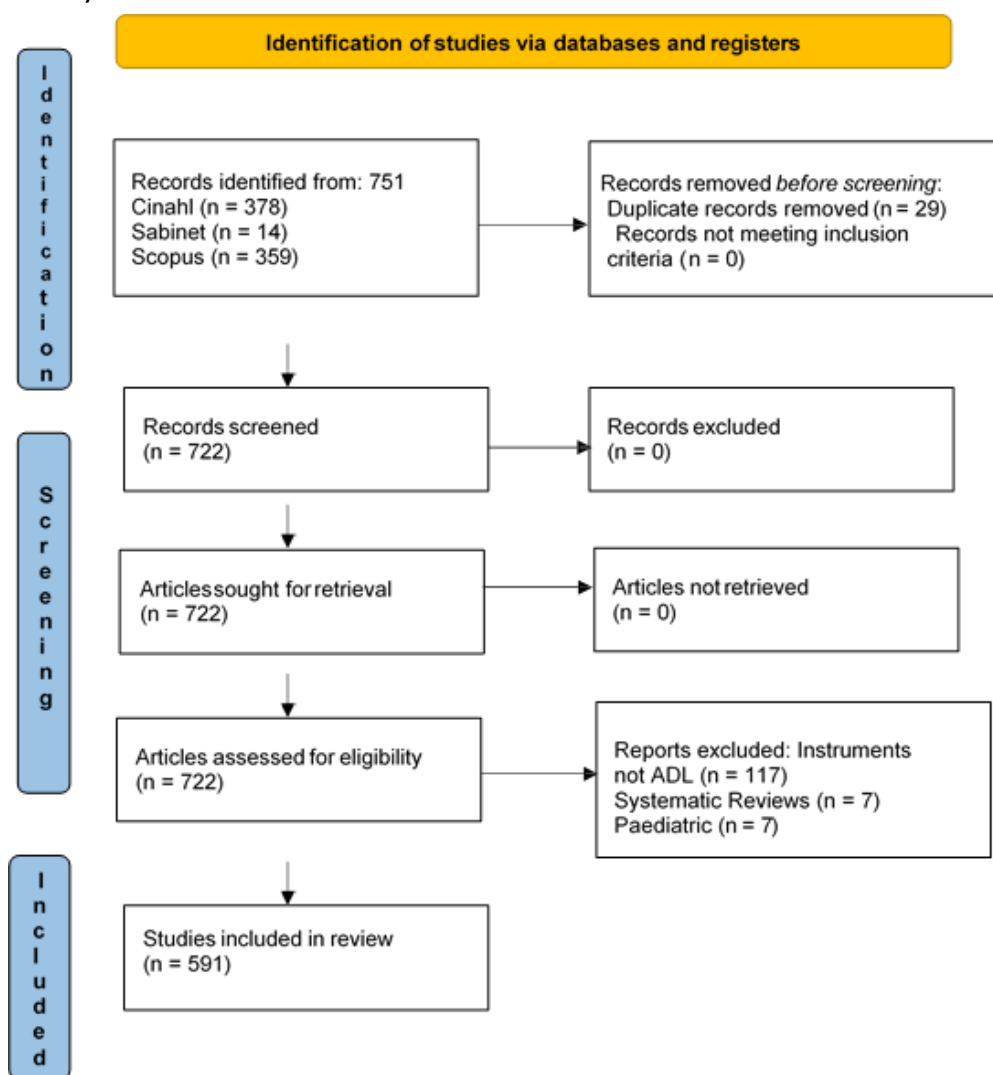 Identification of studies via databases and registers
Identification
Records identified from: 751
Cinahl (n = 378)
Sabinet (n = 14)
Scopus (n = 359)
Records removed before screening:
Duplicate records removed (n = 29)
Records not meeting inclusion
criteria (n = 0)
Screening
Records screened
(n = 722)
Records excluded
(n = 0)
Articles sought for retrieval
(n = 722)
Articles not retrieved
(n = 0)
Articles assessed for eligibility
(n = 722)
Reports excluded: Instruments
not ADL (n = 117)
Systematic Reviews (n = 7)
Paediatric (n = 7)
Included
Studies included in review
(n = 591)